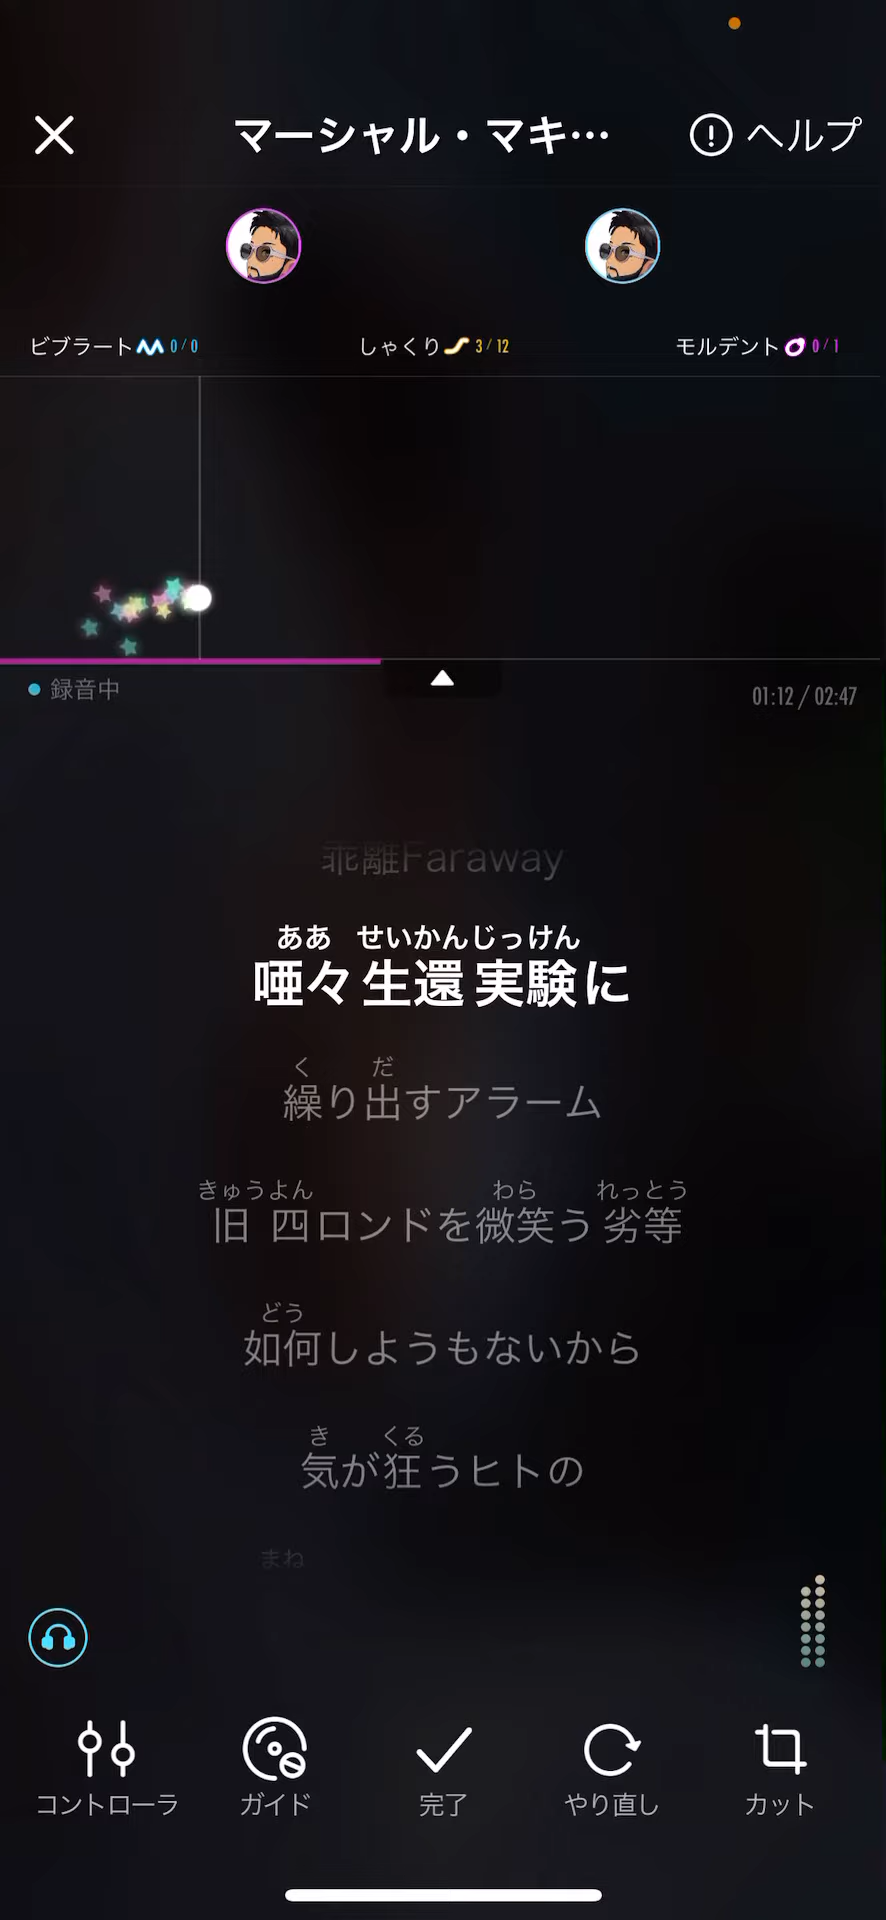 マーシャル・マキ…
ヘルプ
ビブラート 0/0
しゃくり 3/12
モルデント 0/1
録音中
01:12 / 02:47
乖離Faraway
ああ せいかんじっけん
唖々生還実験に
く だ
繰り出すアラーム
きゅうよん わら れっとう
旧四ロンドを微笑う劣等
どう
如何しようもないから
き くる
気が狂うヒトの
まね
コントローラ
ガイド
完了
やり直し
カット